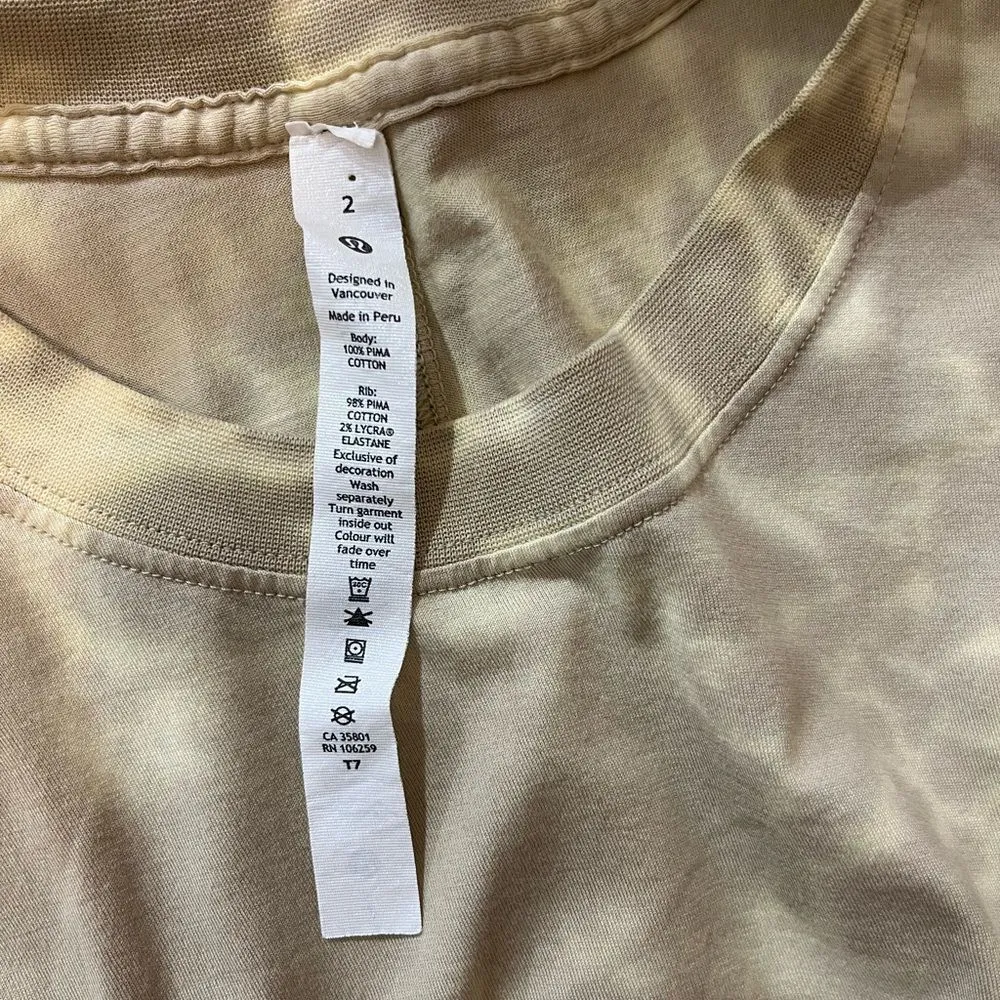 2
Designed in
Vancouver
Made in Peru
Body:
100% PIMA
COTTON
Rib:
98% PIMA
COTTON
2% LYCRA®
ELASTANE
Exclusive of
decoration
Wash
separately
Turn garment
inside out
Colour will
fade over
time
30C
CA 35801
RN 106259
T7